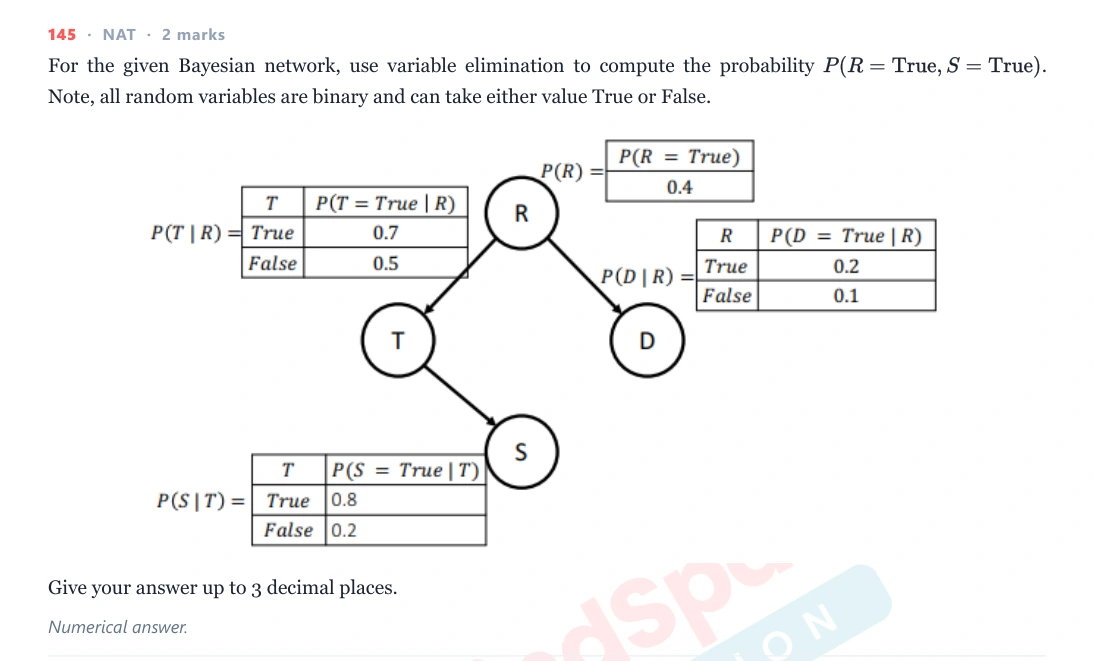 145 · NAT · 2 marks
For the given Bayesian network, use variable elimination to compute the probability P(R = True, S = True).
Note, all random variables are binary and can take either value True or False.
P(R) =
P(R = True)
0.4
P(T | R) =
T P(T = True | R)
True 0.7
False 0.5
R
P(D | R) =
R P(D = True | R)
True 0.2
False 0.1
T
D
S
P(S | T) =
T P(S = True | T)
True 0.8
False 0.2
Give your answer up to 3 decimal places.
Numerical answer.